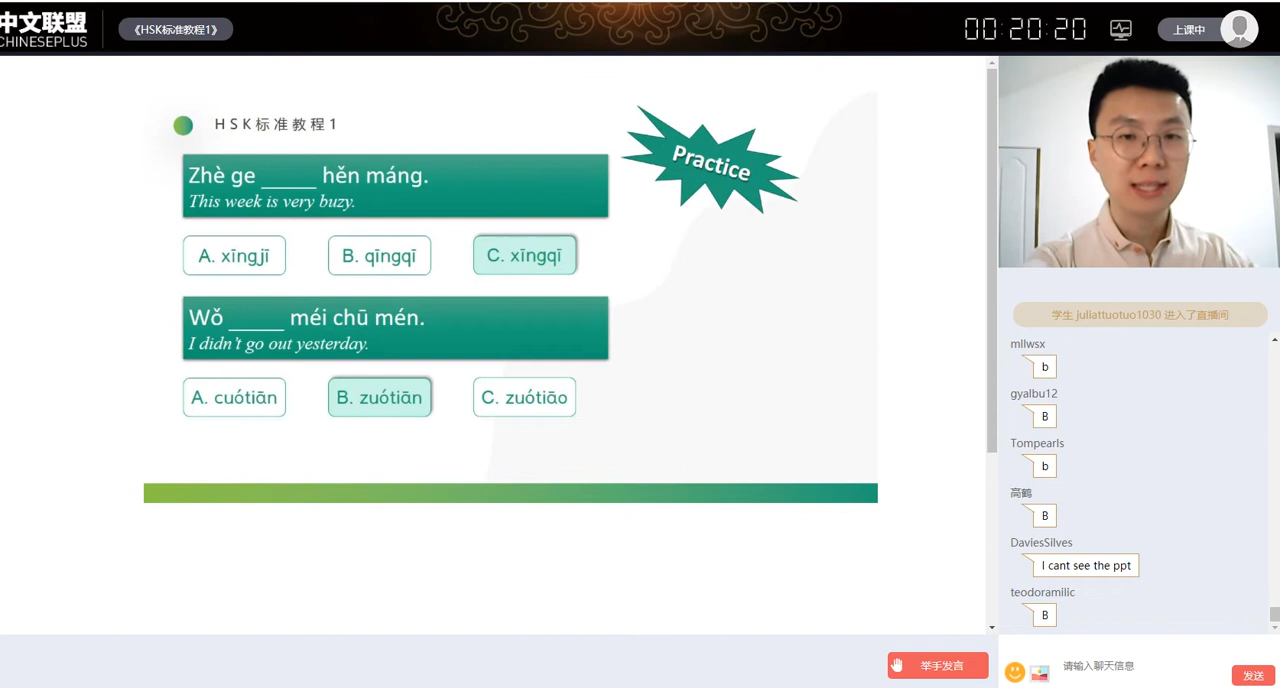 中文联盟
CHINESEPLUS
《HSK标准教程1》
00:20:20
上课中
HSK标准教程1
Practice
Zhè ge _____ hěn máng.
This week is very buzy.
A. xīngjī
B. qīngqī
C. xīngqī
Wǒ _____ méi chū mén.
I didn't go out yesterday.
A. cuótiān
B. zuótiān
C. zuótiāo
学生 juliattuotuo1030 进入了直播间
mllwsx
b
gyalbu12
B
Tompearls
b
高鹤
B
DaviesSilves
I cant see the ppt
teodoramilic
B
举手发言
请输入聊天信息
发送